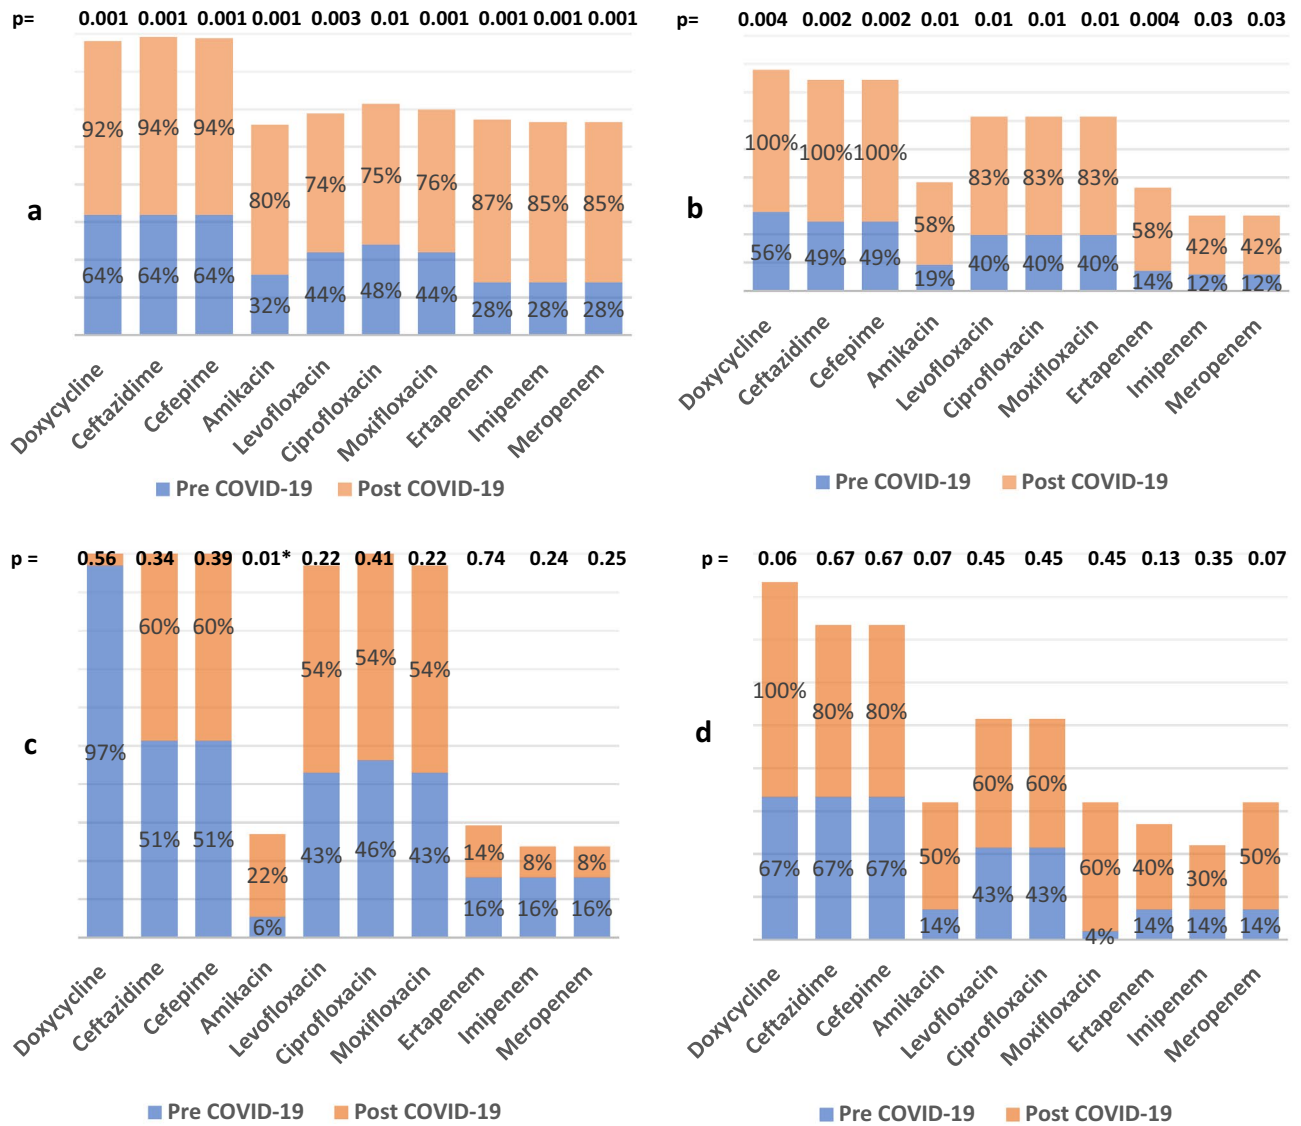 p= 0.001 0.001 0.001 0.001 0.003 0.01 0.001 0.001 0.001 0.001
92% 94% 94% 80% 74% 75% 76% 87% 85% 85%
a
64% 64% 64% 32% 44% 48% 44% 28% 28% 28%
Doxycycline Ceftazidime Cefepime Amikacin Levofloxacin Ciprofloxacin Moxifloxacin Ertapenem Imipenem Meropenem
Pre COVID-19 Post COVID-19
p= 0.004 0.002 0.002 0.01 0.01 0.01 0.01 0.004 0.03 0.03
100% 100% 100% 58% 83% 83% 83% 58% 42% 42%
b
56% 49% 49% 19% 40% 40% 40% 14% 12% 12%
Doxycycline Ceftazidime Cefepime Amikacin Levofloxacin Ciprofloxacin Moxifloxacin Ertapenem Imipenem Meropenem
Pre COVID-19 Post COVID-19
p = 0.56 0.34 0.39 0.01* 0.22 0.41 0.22 0.74 0.24 0.25
60% 60% 22% 54% 54% 54% 14% 8% 8%
c
97% 51% 51% 6% 43% 46% 43% 16% 16% 16%
Doxycycline Ceftazidime Cefepime Amikacin Levofloxacin Ciprofloxacin Moxifloxacin Ertapenem Imipenem Meropenem
Pre COVID-19 Post COVID-19
p = 0.06 0.67 0.67 0.07 0.45 0.45 0.45 0.13 0.35 0.07
100% 80% 80% 50% 60% 60% 60% 40% 30% 50%
d
67% 67% 67% 14% 43% 43% 4% 14% 14% 14%
Doxycycline Ceftazidime Cefepime Amikacin Levofloxacin Ciprofloxacin Moxifloxacin Ertapenem Imipenem Meropenem
Pre COVID-19 Post COVID-19